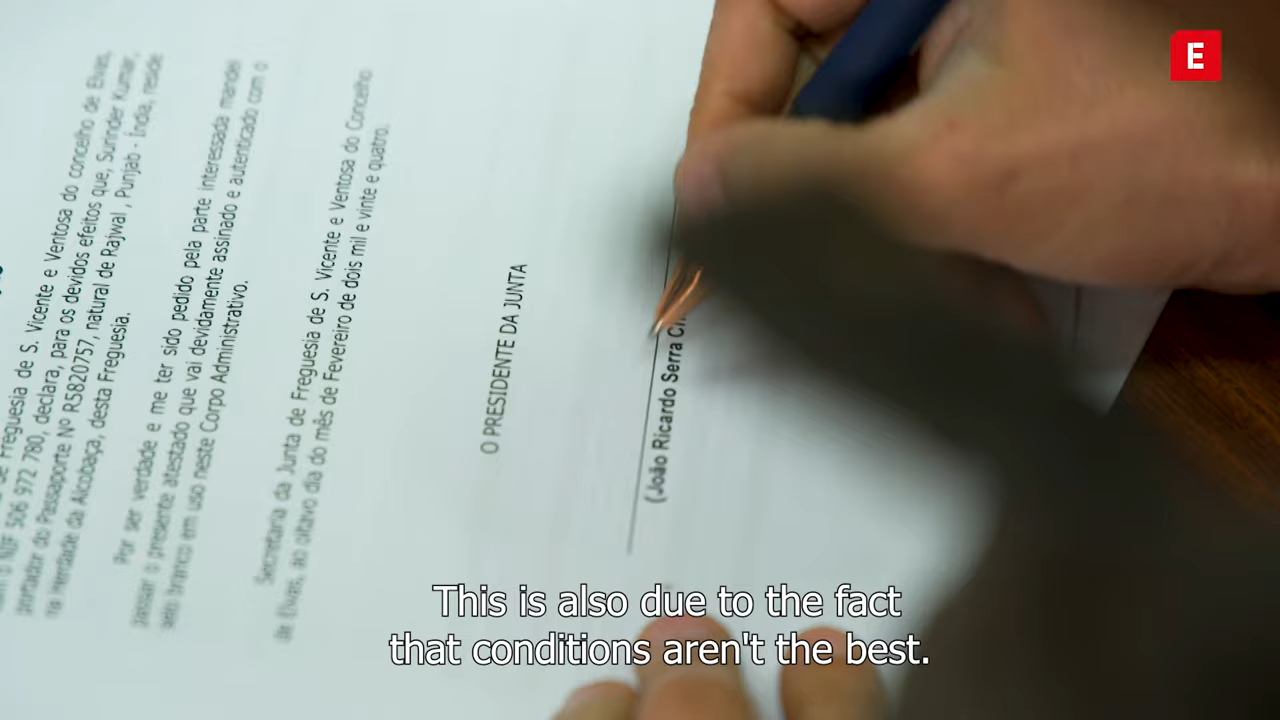 Freguesia de S. Vicente e Ventosa do concelho de Elvas,
NIF 506 972 780, declara, para os devidos efeitos que, Surinder Kumar,
portador do Passaporte Nº R5820757, natural de Rajwal , Punjab - Índia, reside
na Herdade da Alcobaça, desta Freguesia.
Por ser verdade e me ter sido pedido pela parte interessada mandei
passar o presente atestado que vai devidamente assinado e autenticado com o
selo branco em uso neste Corpo Administrativo.
Secretaria da Junta de Freguesia de S. Vicente e Ventosa do Concelho
de Elvas, ao oitavo dia do mês de Fevereiro de dois mil e vinte e quatro.
O PRESIDENTE DA JUNTA
(João Ricardo Serra
E
This is also due to the fact
that conditions aren't the best.